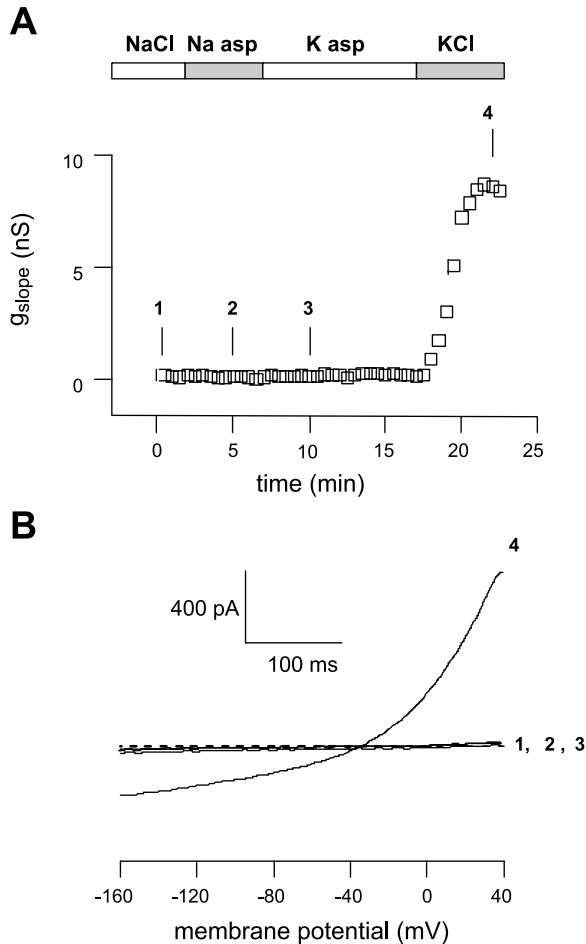 A
NaCl Na asp K asp KCl
4
10
5
0
g slope (nS)
1 2 3
0 5 10 15 20 25
time (min)
B
4
400 pA
100 ms
1, 2 , 3
-160 -120 -80 -40 0 40
membrane potential (mV)